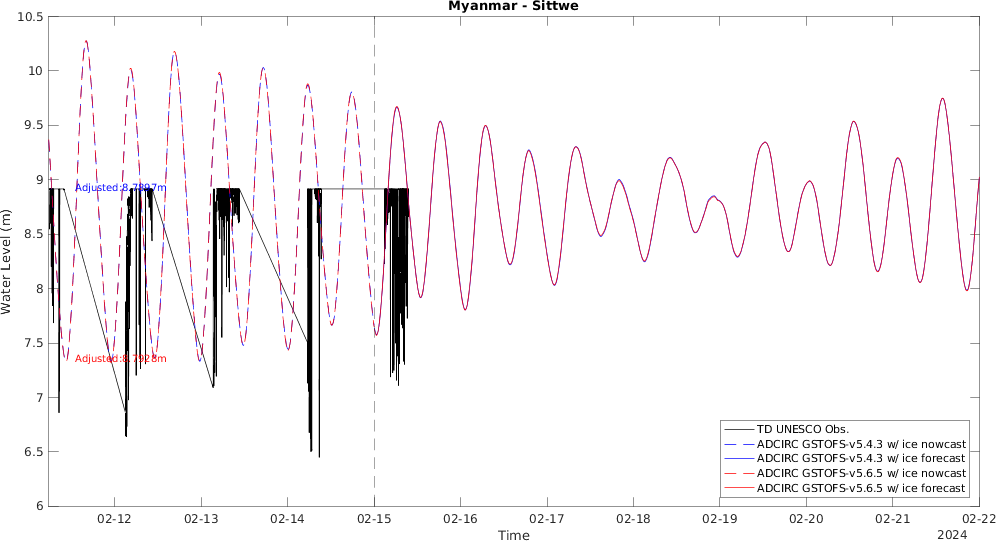 Myanmar - Sittwe
10.5
10
9.5
9
8.5
8
7.5
7
6.5
6
Water Level (m)
Adjusted:8.7897m
Adjusted:8.7928m
TD UNESCO Obs.
ADCIRC GSTOFS-v5.4.3 w/ ice nowcast
ADCIRC GSTOFS-v5.4.3 w/ ice forecast
ADCIRC GSTOFS-v5.6.5 w/ ice nowcast
ADCIRC GSTOFS-v5.6.5 w/ ice forecast
02-12 02-13 02-14 02-15 02-16 02-17 02-18 02-19 02-20 02-21 02-22
Time
2024